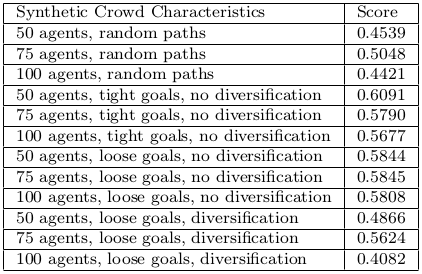 Synthetic Crowd Characteristics Score
50 agents, random paths 0.4539
75 agents, random paths 0.5048
100 agents, random paths 0.4421
50 agents, tight goals, no diversification 0.6091
75 agents, tight goals, no diversification 0.5790
100 agents, tight goals, no diversification 0.5677
50 agents, loose goals, no diversification 0.5844
75 agents, loose goals, no diversification 0.5845
100 agents, loose goals, no diversification 0.5808
50 agents, loose goals, diversification 0.4866
75 agents, loose goals, diversification 0.5624
100 agents, loose goals, diversification 0.4082